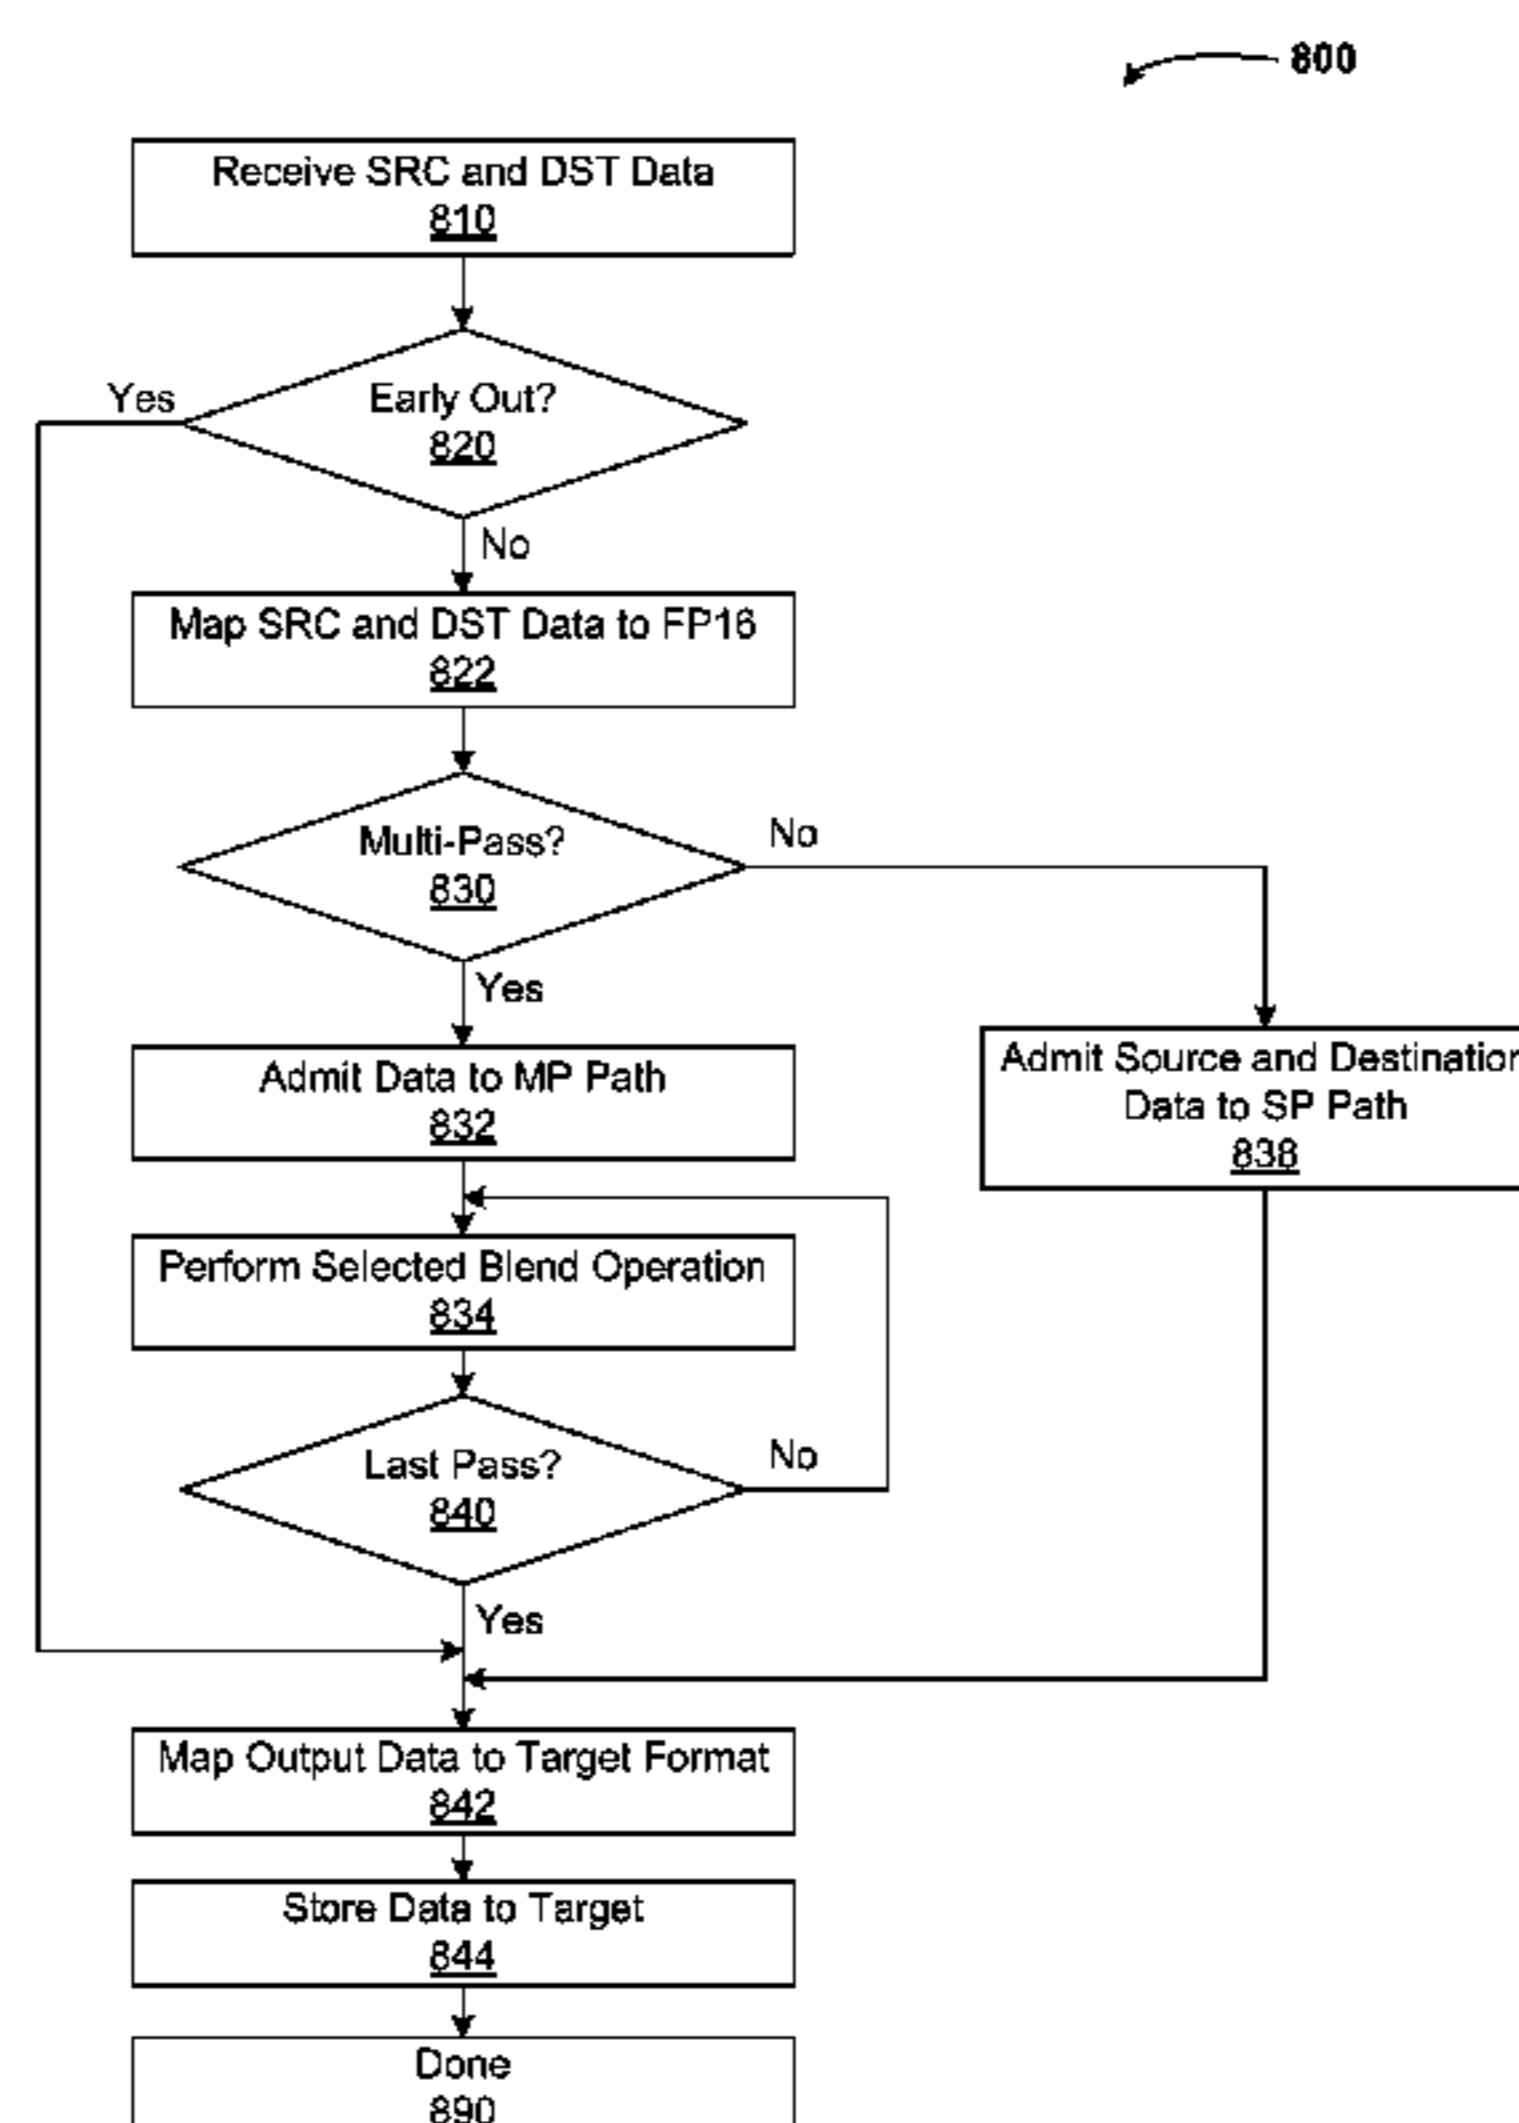 800
Receive SRC and DST Data
810
Early Out?
820
Yes
No
Map SRC and DST Data to FP16
822
Multi-Pass?
830
No
Yes
Admit Data to MP Path
832
Admit Source and Destination
Data to SP Path
838
Perform Selected Blend Operation
834
Last Pass?
840
No
Yes
Map Output Data to Target Format
842
Store Data to Target
844
Done
890